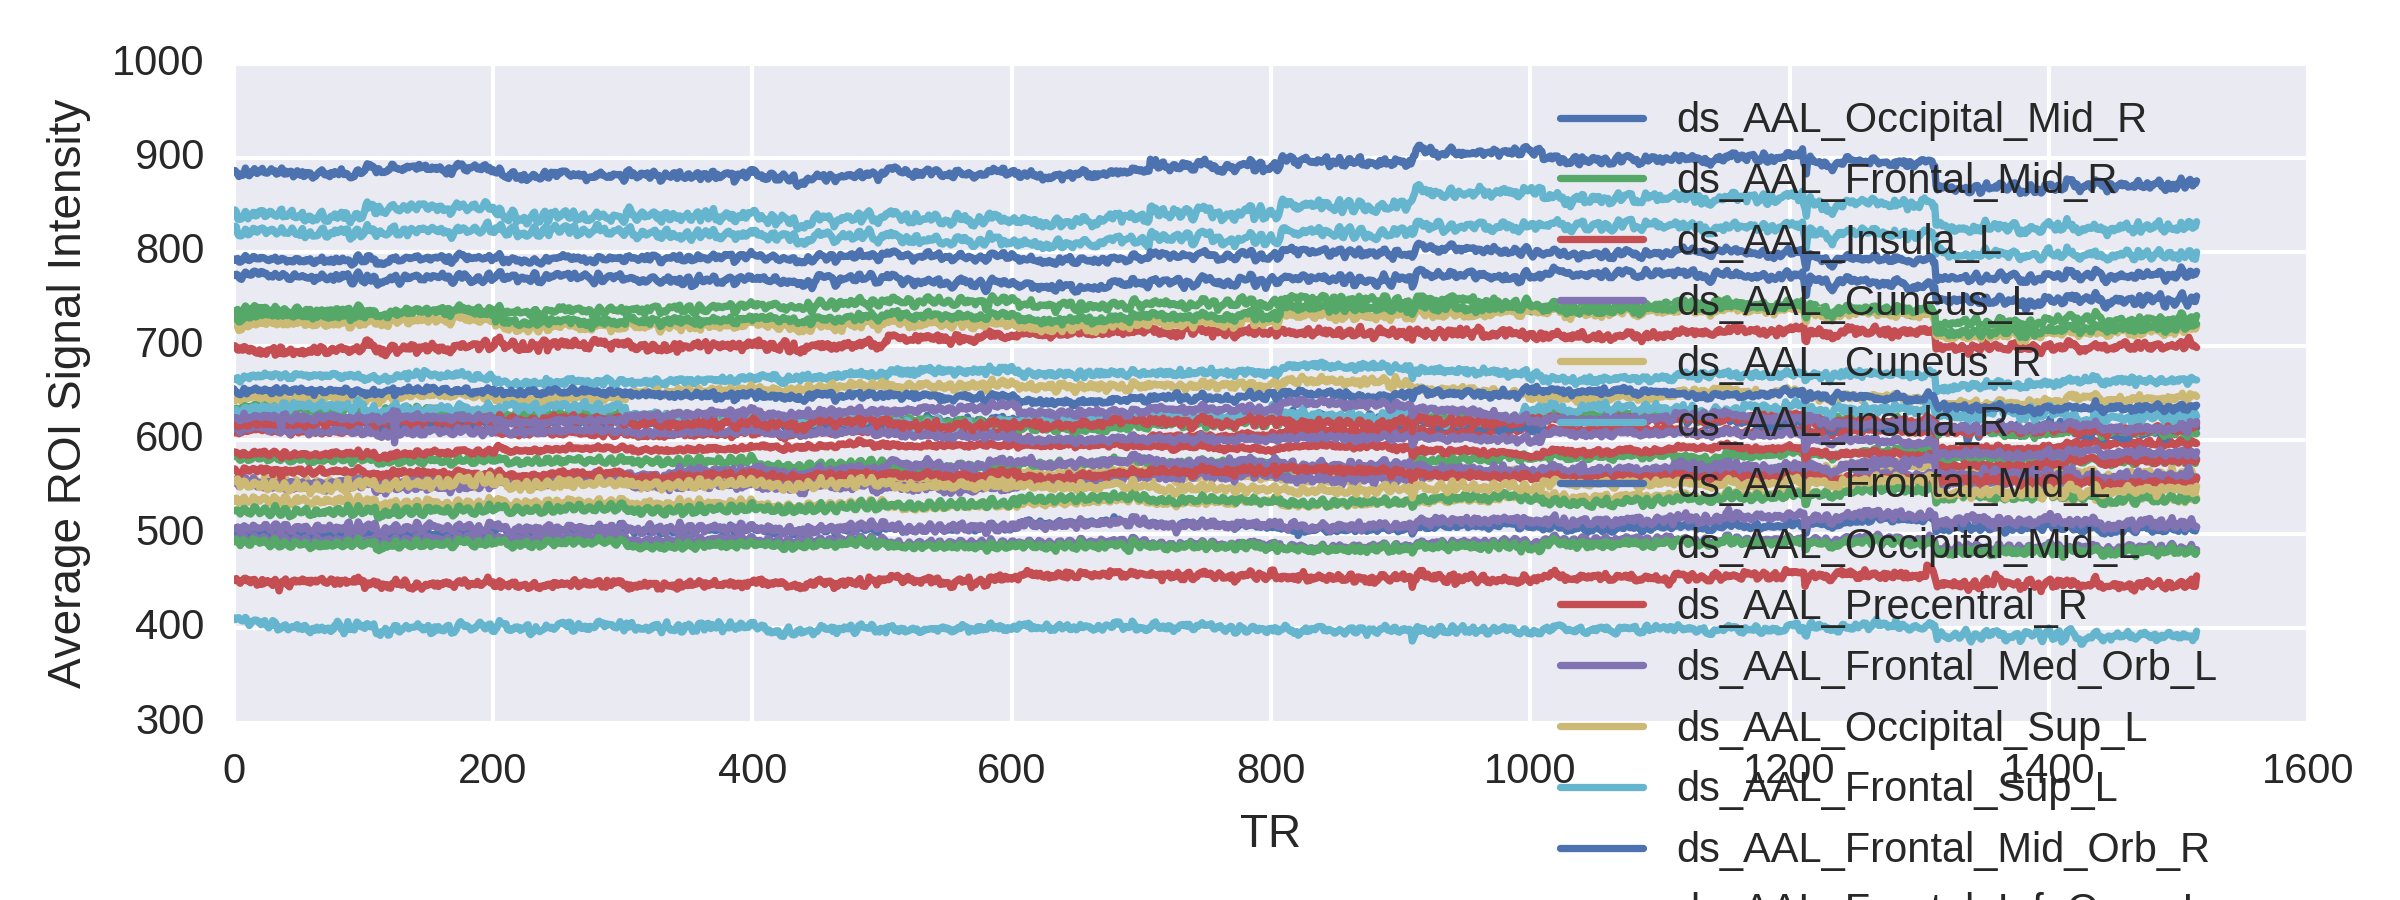 Average ROI Signal Intensity
1000
900
800
700
600
500
400
300
0
200
400
600
800
1000
1200
1400
1600
TR
ds_AAL_Occipital_Mid_R
ds_AAL_Frontal_Mid_R
ds_AAL_Insula_L
ds_AAL_Cuneus_L
ds_AAL_Cuneus_R
ds_AAL_Insula_R
ds_AAL_Frontal_Mid_L
ds_AAL_Occipital_Mid_L
ds_AAL_Precentral_R
ds_AAL_Frontal_Med_Orb_L
ds_AAL_Occipital_Sup_L
ds_AAL_Frontal_Sup_L
ds_AAL_Frontal_Mid_Orb_R